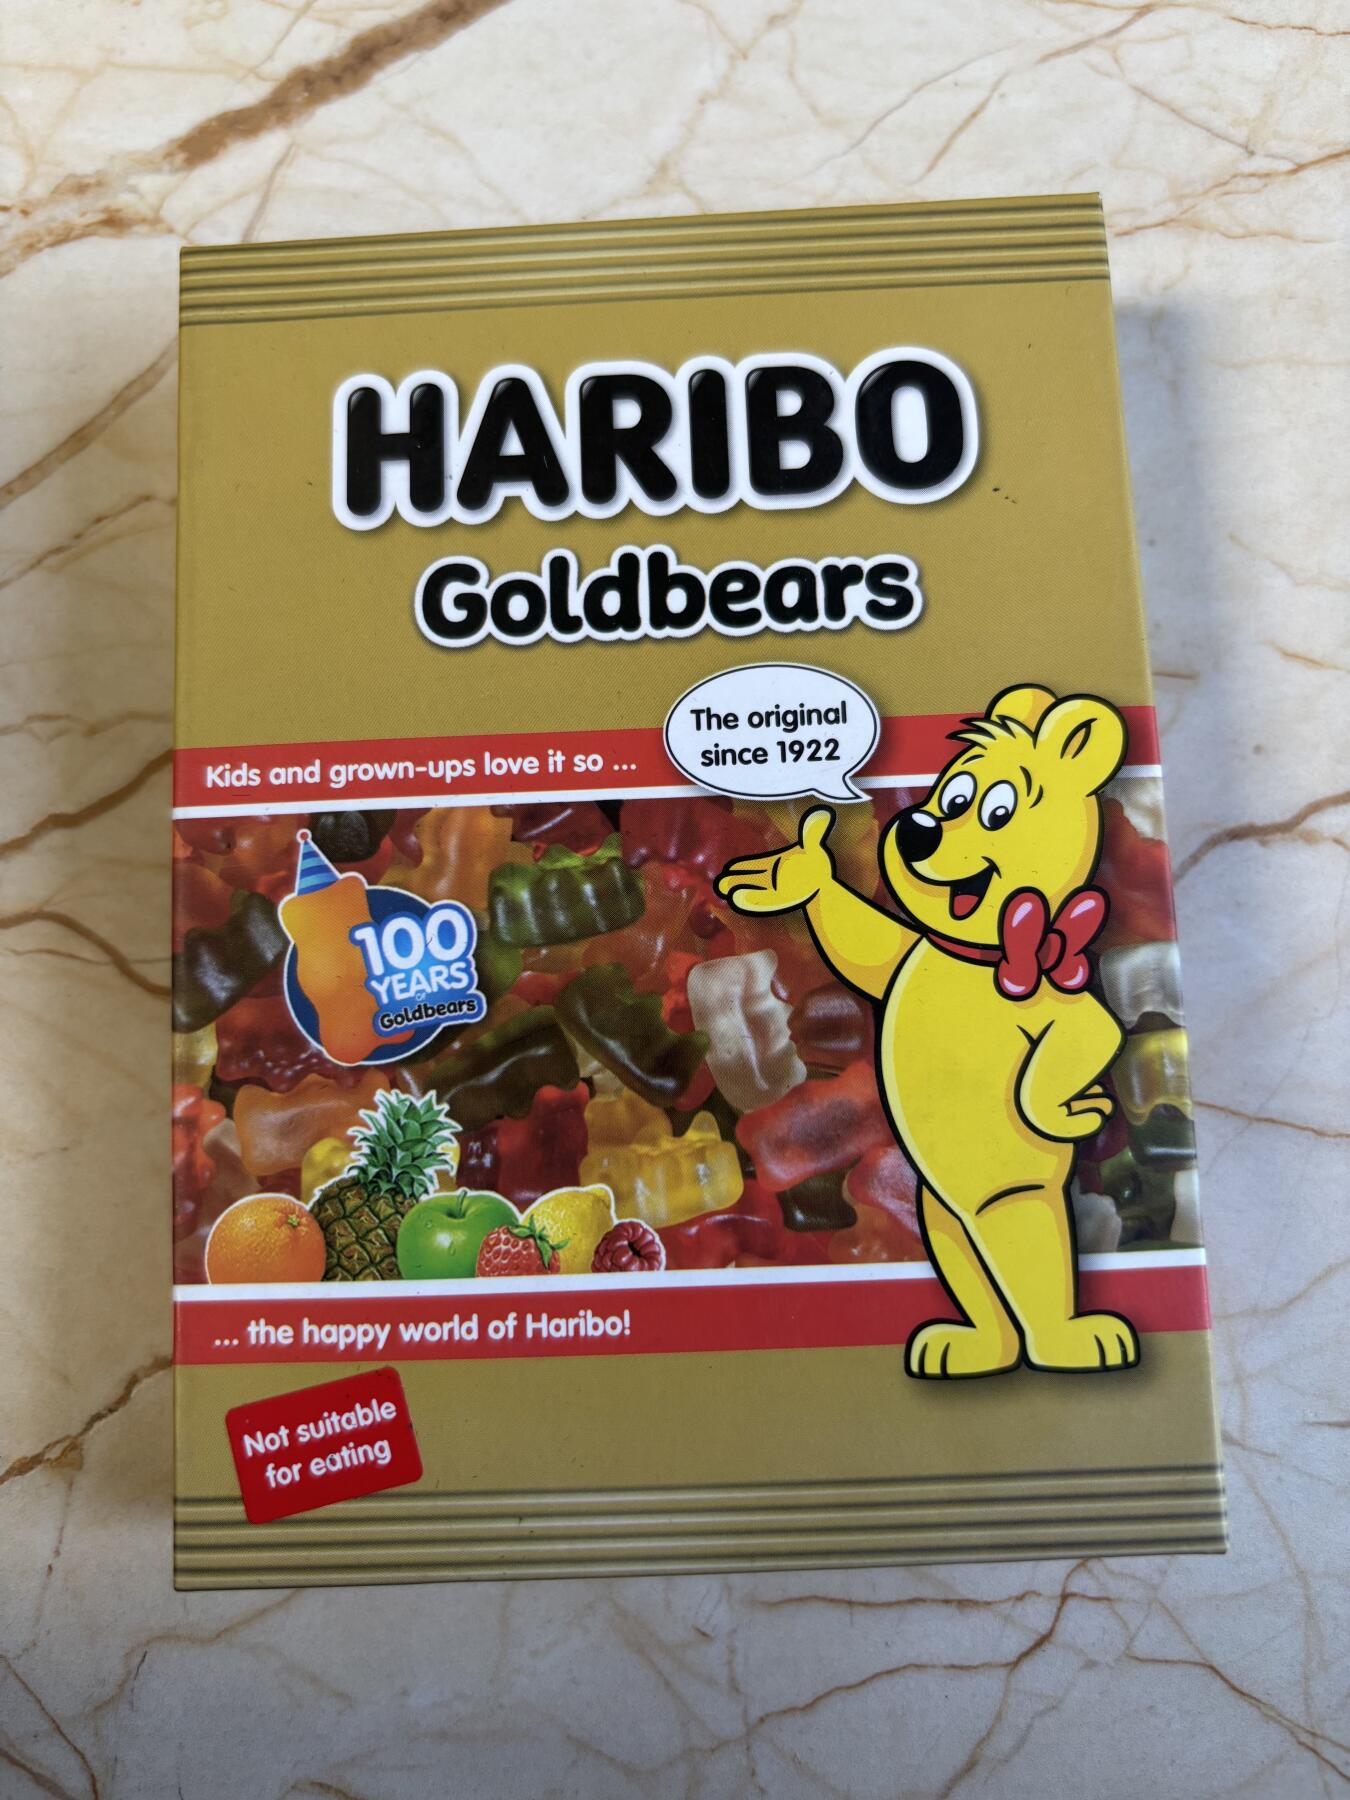 HARIBO
Goldbears
The original
since 1922
Kids and grown-ups love it so ...
100
YEARS
of
Goldbears
... the happy world of Haribo!
Not suitable
for eating